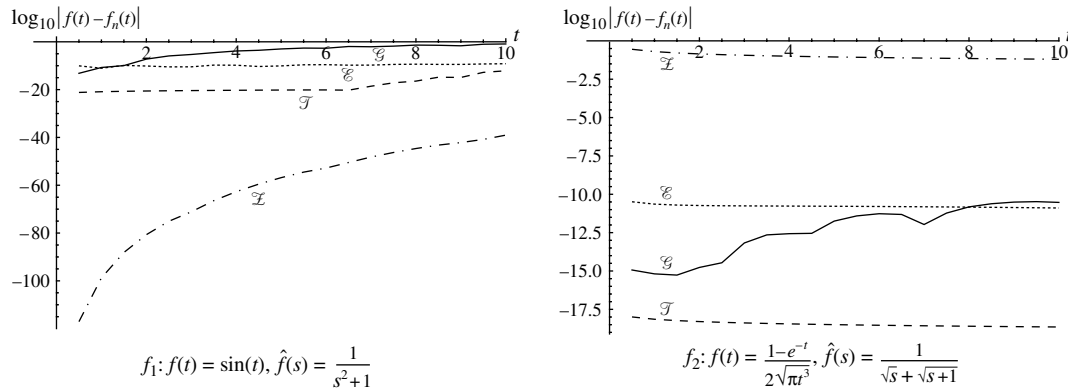 log₁₀|f(t)−fₙ(t)|
t
2 4 6 8 10
−20
−40
−60
−80
−100
𝒢
ℰ
𝒯
𝒵
f₁: f(t) = sin(t), f̂(s) = 1/(s²+1)
log₁₀|f(t)−fₙ(t)|
t
2 4 6 8 10
−2.5
−5.0
−7.5
−10.0
−12.5
−15.0
−17.5
𝒵
ℰ
𝒢
𝒯
f₂: f(t) = (1−e⁻ᵗ)/(2√(πt³)), f̂(s) = 1/(√s + √(s+1))